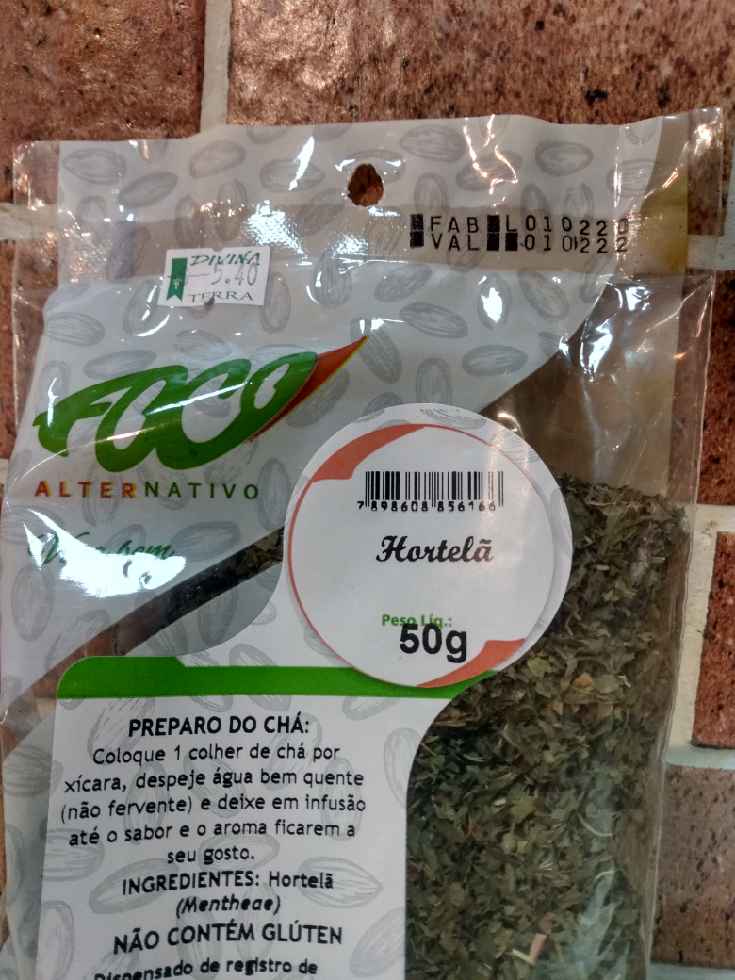 FAB L010220
VAL 010222
DIVINA
5.40
TERRA
FOCO
ALTERNATIVO
7898608856166
Hortelã
Peso Líq.:
50g
PREPARO DO CHÁ:
Coloque 1 colher de chá por
xícara, despeje água bem quente
(não fervente) e deixe em infusão
até o sabor e o aroma ficarem a
seu gosto.
INGREDIENTES: Hortelã
(Mentheae)
NÃO CONTÉM GLÚTEN
Dispensado de registro de